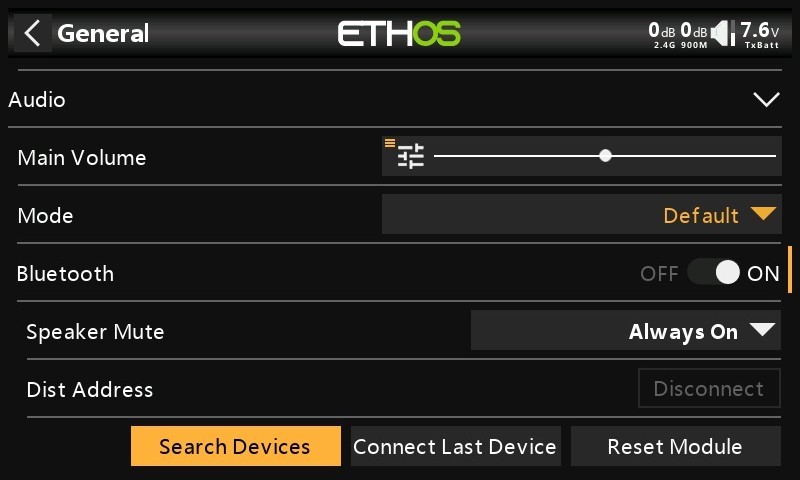 General
ETHOS
0dB 0dB 7.6V
2.4G 900M TxBatt
Audio
Main Volume
Mode Default
Bluetooth OFF ON
Speaker Mute Always On
Dist Address Disconnect
Search Devices Connect Last Device Reset Module